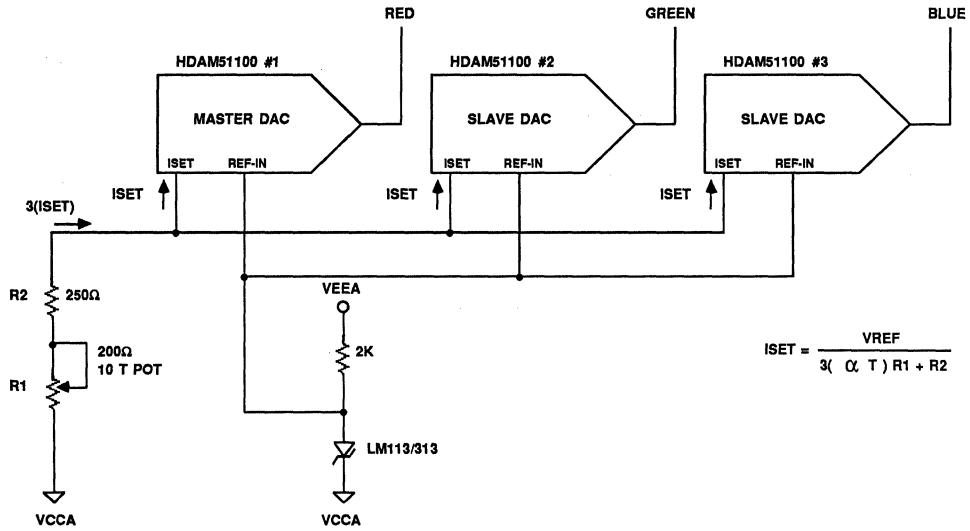 RED
GREEN
BLUE
HDAM51100 #1
HDAM51100 #2
HDAM51100 #3
MASTER DAC
SLAVE DAC
SLAVE DAC
ISET
REF-IN
ISET
REF-IN
ISET
REF-IN
ISET
ISET
ISET
3(ISET)
R2
250Ω
VEEA
200Ω
10 T POT
2K
R1
ISET = VREF
3( α T ) R1 + R2
LM113/313
VCCA
VCCA